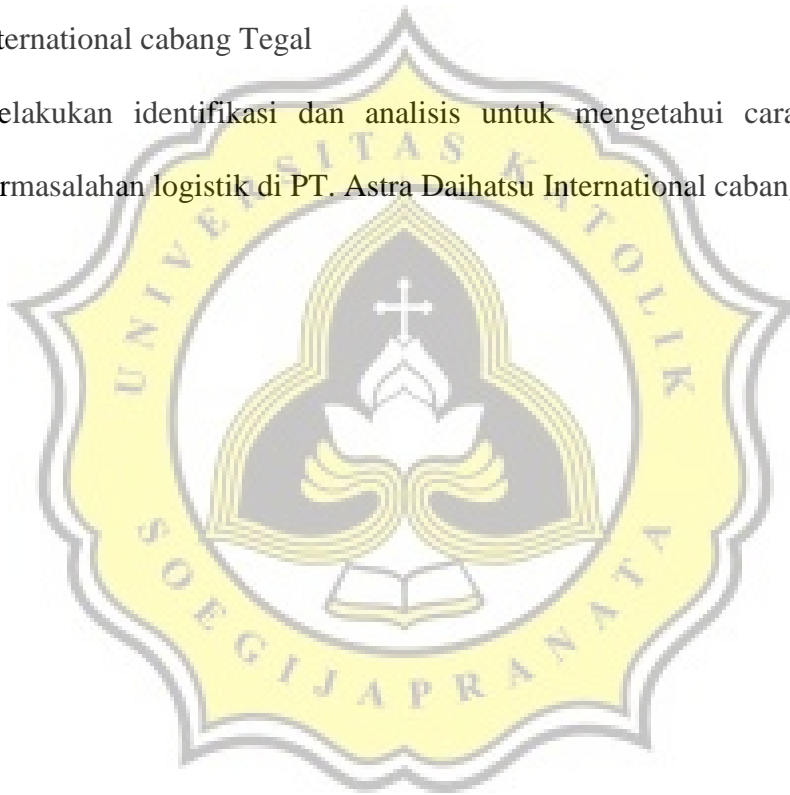 ternational cabang Tegal
elakukan identifikasi dan analisis untuk mengetahui cara
rmasalahan logistik di PT. Astra Daihatsu International caban
UNIVERSITAS KATOLIK
SOEGIJAPRANATA